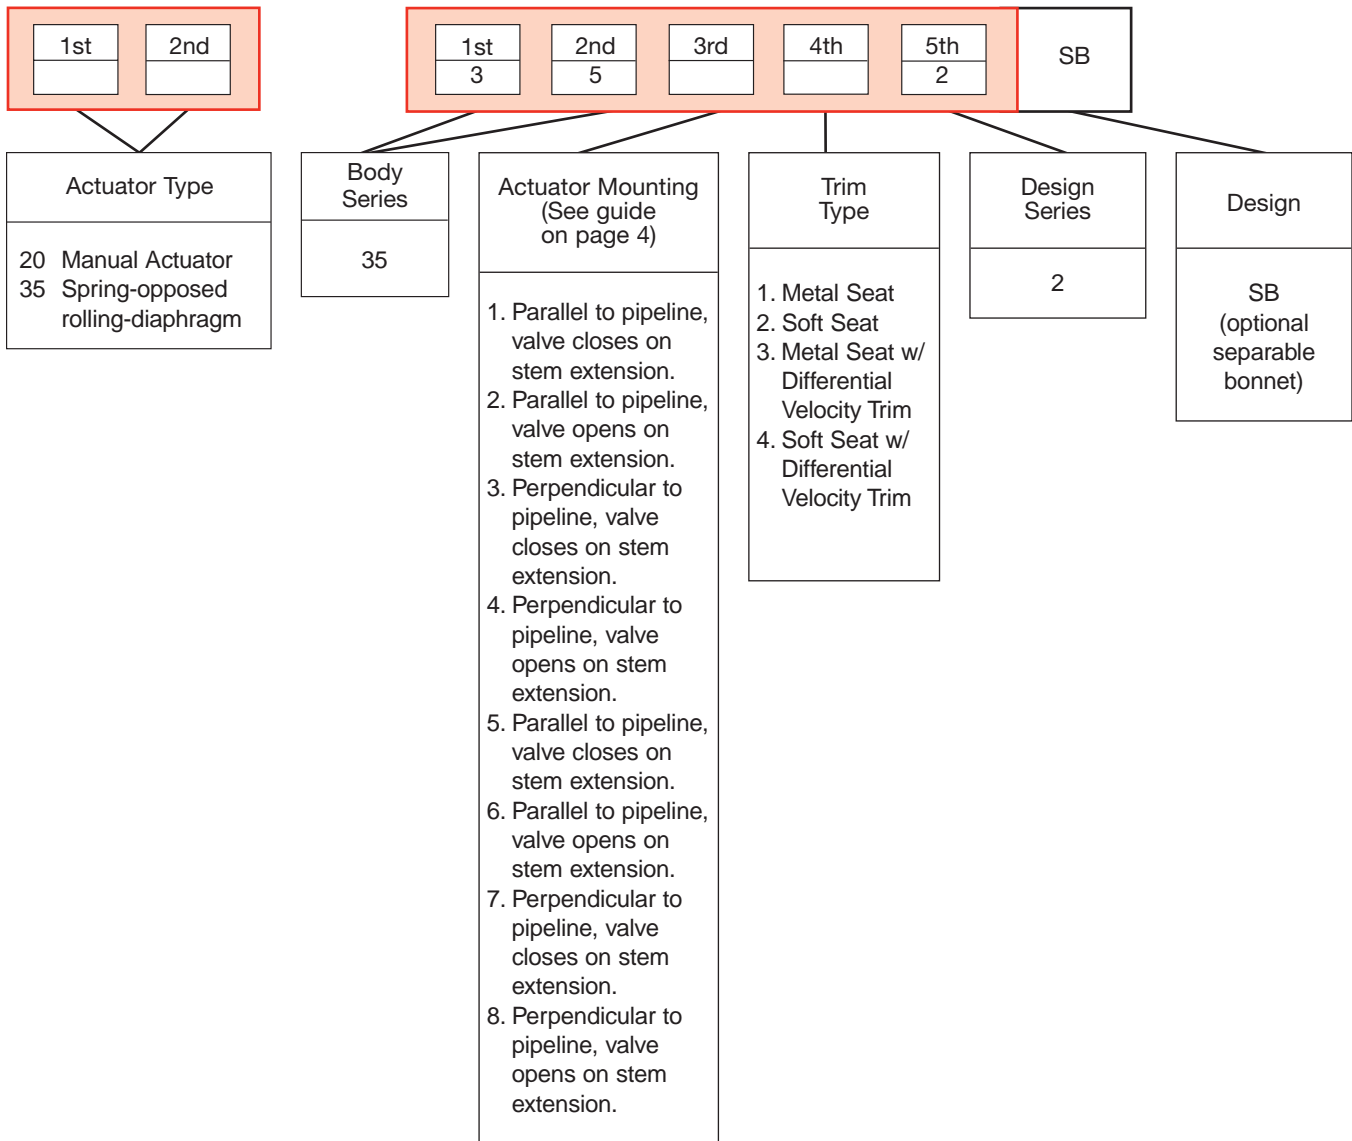 1st
2nd
1st
2nd
3rd
4th
5th
3
5
2
SB
Actuator Type
20 Manual Actuator
35 Spring-opposed
rolling-diaphragm
Body
Series
35
Actuator Mounting
(See guide
on page 4)
1. Parallel to pipeline,
valve closes on
stem extension.
2. Parallel to pipeline,
valve opens on
stem extension.
3. Perpendicular to
pipeline, valve
closes on stem
extension.
4. Perpendicular to
pipeline, valve
opens on stem
extension.
5. Parallel to pipeline,
valve closes on
stem extension.
6. Parallel to pipeline,
valve opens on
stem extension.
7. Perpendicular to
pipeline, valve
closes on stem
extension.
8. Perpendicular to
pipeline, valve
opens on stem
extension.
Trim
Type
1. Metal Seat
2. Soft Seat
3. Metal Seat w/
Differential
Velocity Trim
4. Soft Seat w/
Differential
Velocity Trim
Design
Series
2
Design
SB
(optional
separable
bonnet)